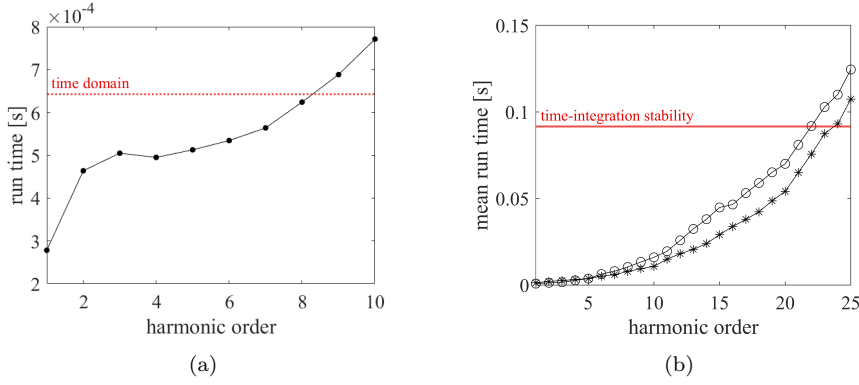 ×10⁻⁴
8
7
6
5
4
3
2
time domain
run time [s]
2
4
6
8
10
harmonic order
(a)
0.15
0.1
0.05
0
time-integration stability
mean run time [s]
5
10
15
20
25
harmonic order
(b)